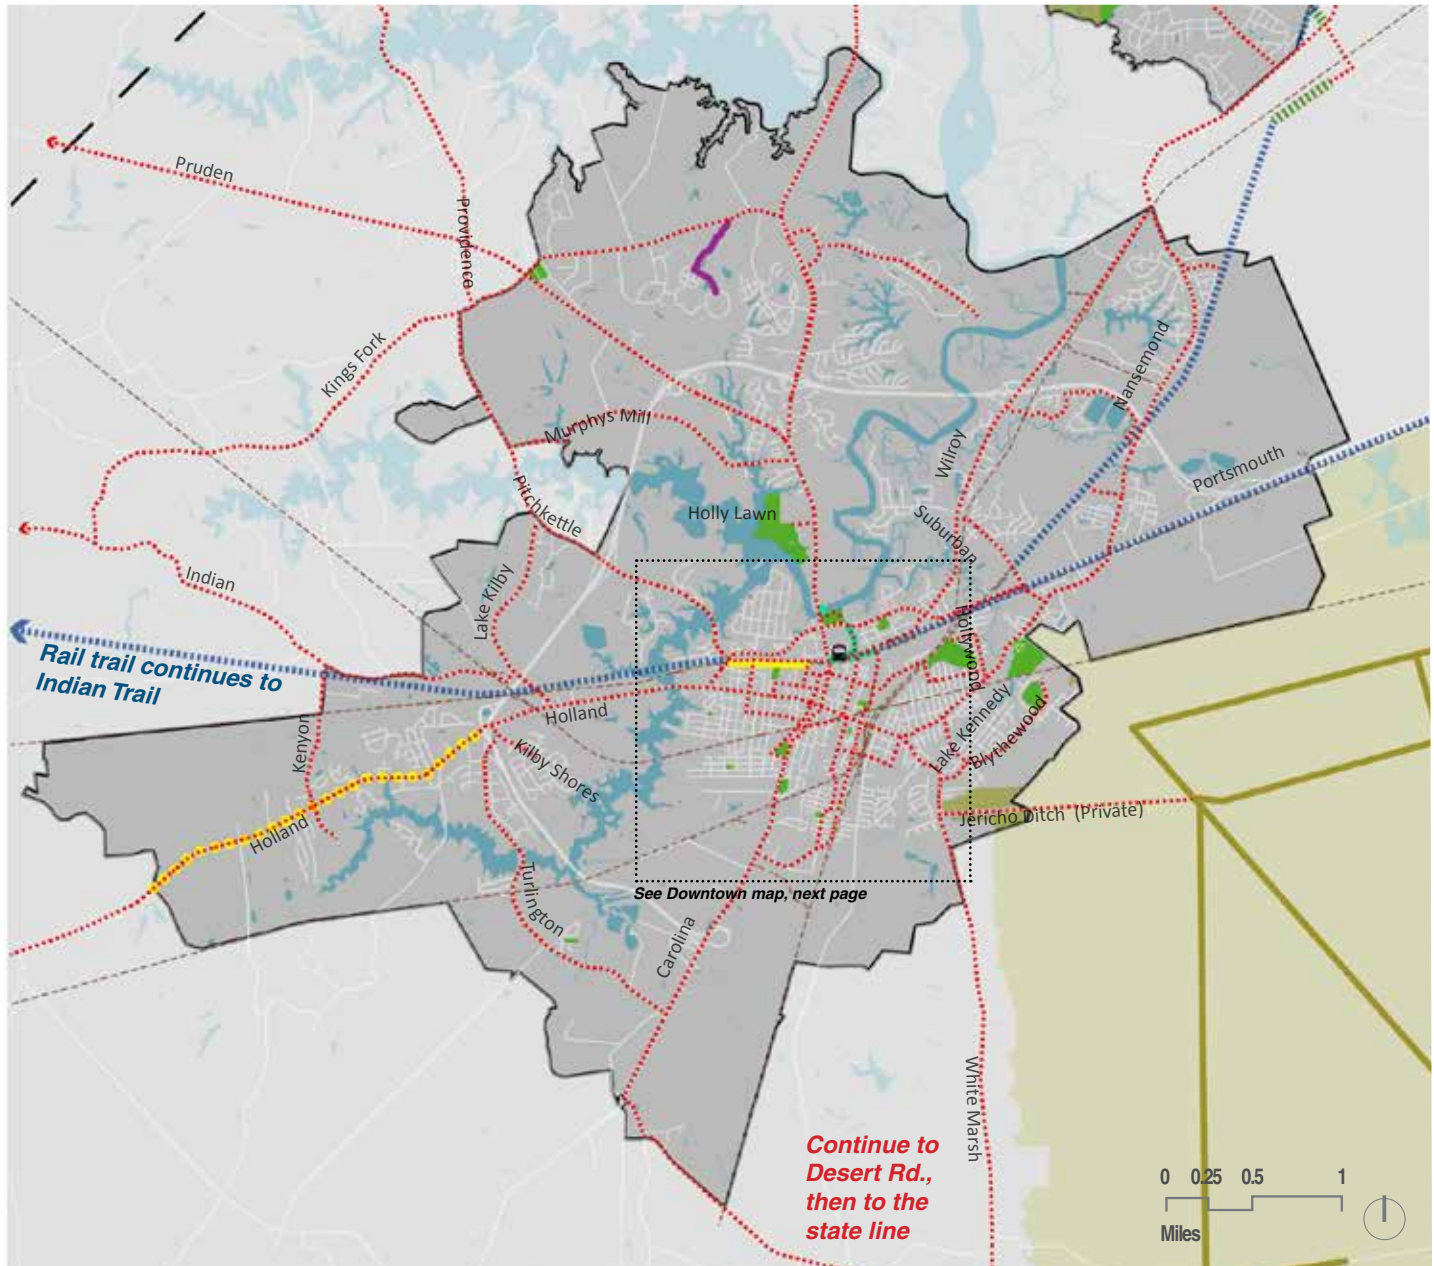 Pruden
Providence
Kings Fork
Murphys Mill
Nansemond
Wilroy
Portsmouth
Pitchkettle
Holly Lawn
Suburban
Indian
Lake Kilby
Hollywood
Rail trail continues to
Indian Trail
Holland
Kenyon
Kilby Shores
Lake Kennedy
Blythewood
Holland
Jericho Ditch (Private)
Turlington
See Downtown map, next page
Carolina
White Marsh
Continue to
Desert Rd.,
then to the
state line
0 0.25 0.5 1
Miles